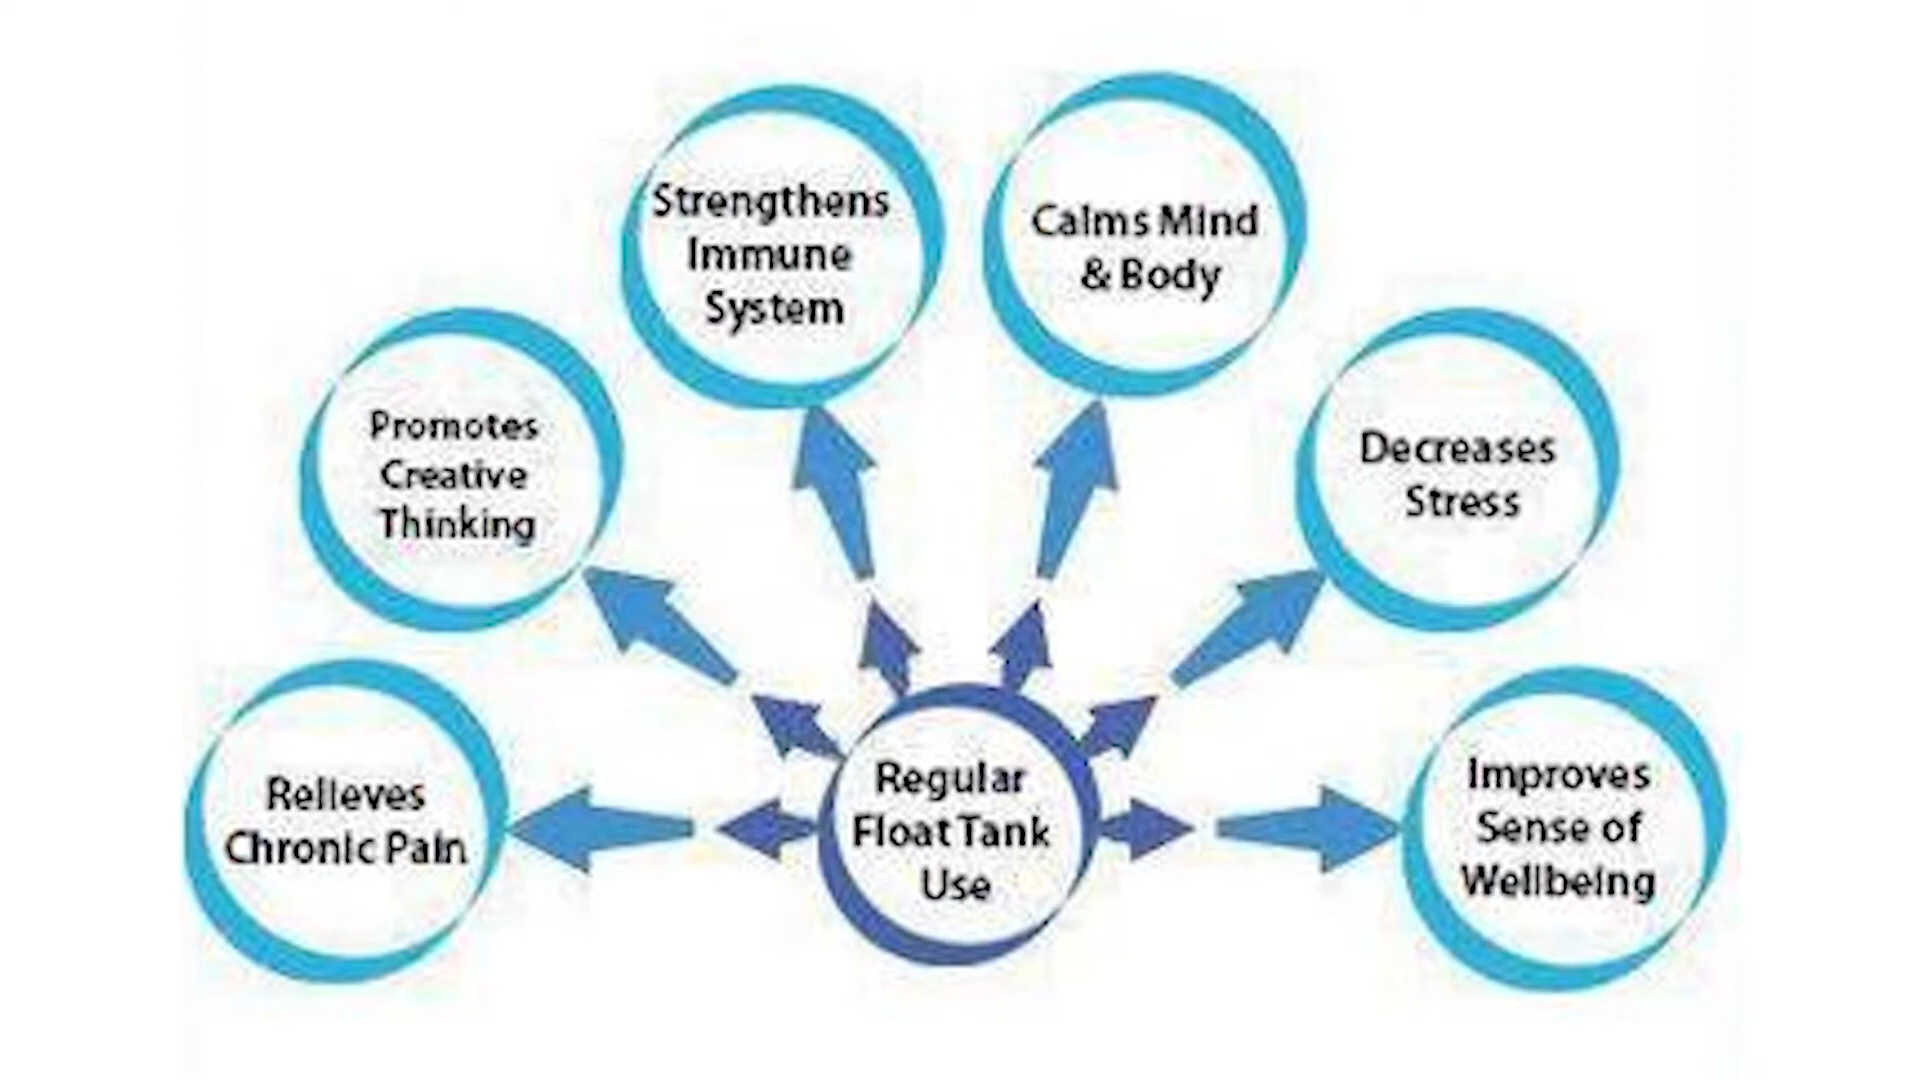 Strengthens
Immune
System
Calms Mind
& Body
Promotes
Creative
Thinking
Decreases
Stress
Relieves
Chronic Pain
Regular
Float Tank
Use
Improves
Sense of
Wellbeing